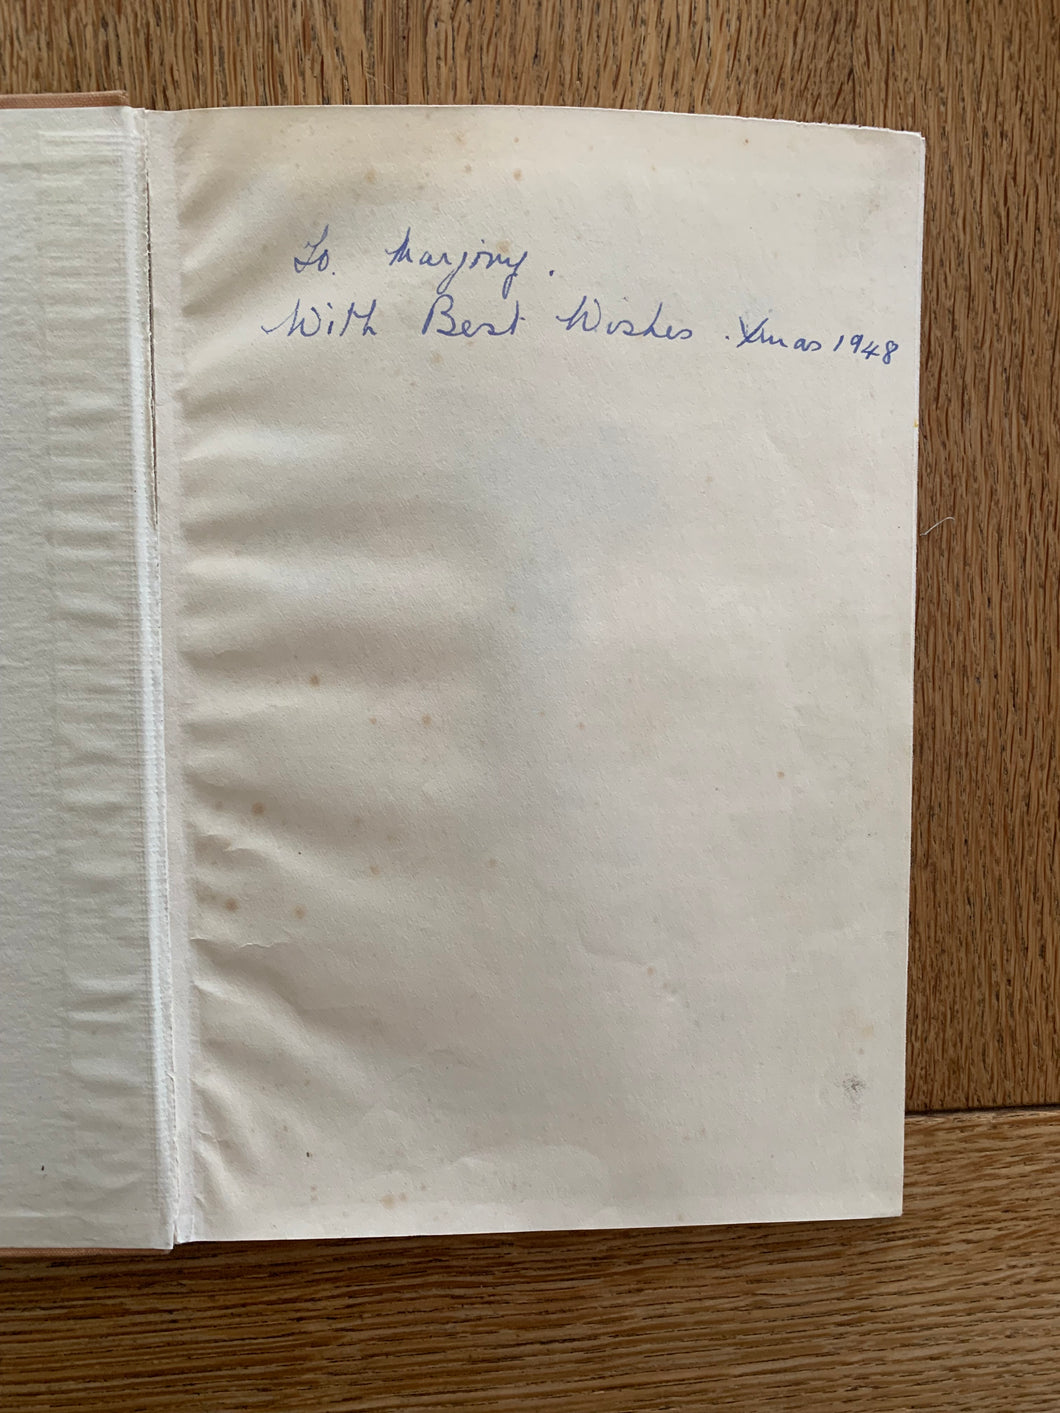 To. Marjory.
With Best Wishes. Xmas 1948